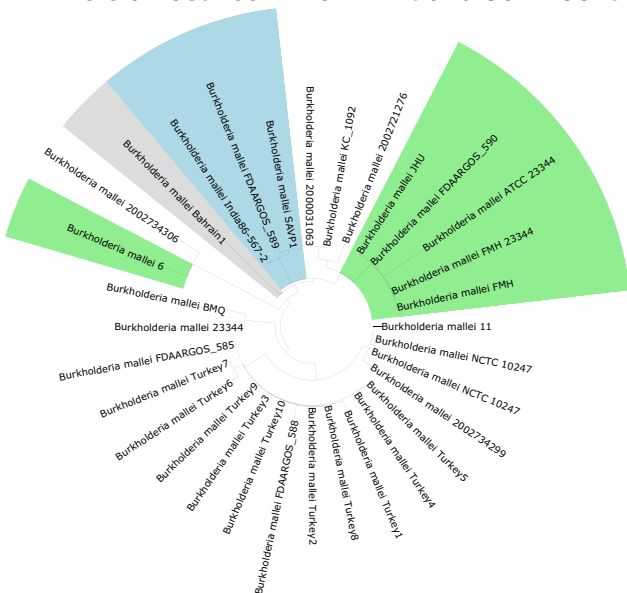 Burkholderia mallei 2000031063
Burkholderia mallei KC_1092
Burkholderia mallei 2002721276
Burkholderia mallei JHU
Burkholderia mallei FDAARGOS_590
Burkholderia mallei ATCC 23344
Burkholderia mallei FMH 23344
Burkholderia mallei FMH
Burkholderia mallei 11
Burkholderia mallei NCTC 10247
Burkholderia mallei NCTC 10247
Burkholderia mallei 2002734299
Burkholderia mallei Turkey5
Burkholderia mallei Turkey4
Burkholderia mallei Turkey1
Burkholderia mallei Turkey8
Burkholderia mallei Turkey2
Burkholderia mallei FDAARGOS_588
Burkholderia mallei Turkey10
Burkholderia mallei Turkey3
Burkholderia mallei Turkey9
Burkholderia mallei Turkey6
Burkholderia mallei Turkey7
Burkholderia mallei FDAARGOS_585
Burkholderia mallei 23344
Burkholderia mallei BMQ
Burkholderia mallei 6
Burkholderia mallei 2002734306
Burkholderia mallei Bahrain1
Burkholderia mallei India86-567-2
Burkholderia mallei FDAARGOS_589
Burkholderia mallei SAVP1